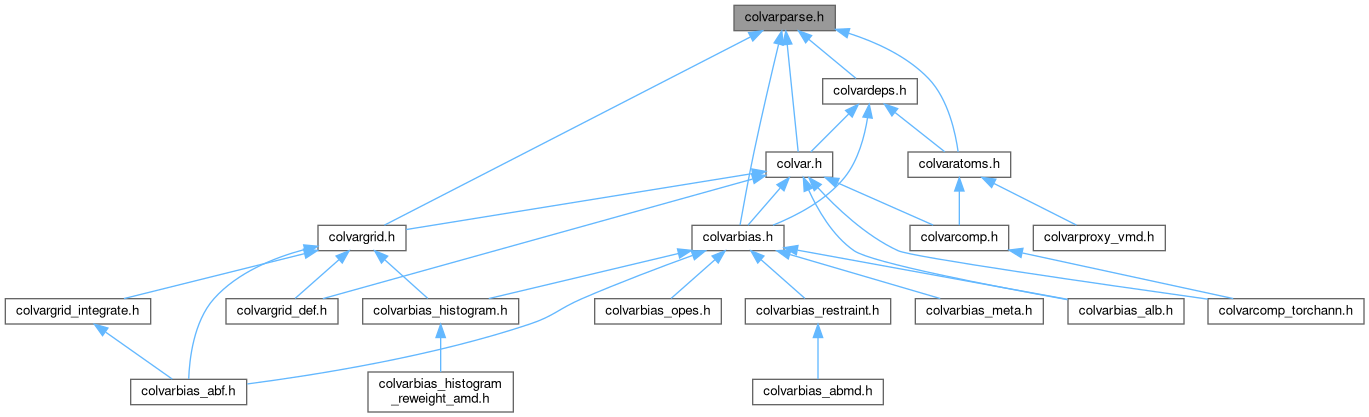 colvarparse.h
colvardeps.h
colvar.h
colvaratoms.h
colvargrid.h
colvarbias.h
colvarcomp.h
colvarproxy_vmd.h
colvargrid_integrate.h
colvargrid_def.h
colvarbias_histogram.h
colvarbias_opes.h
colvarbias_restraint.h
colvarbias_meta.h
colvarbias_alb.h
colvarcomp_torchann.h
colvarbias_abf.h
colvarbias_histogram
_reweight_amd.h
colvarbias_abmd.h